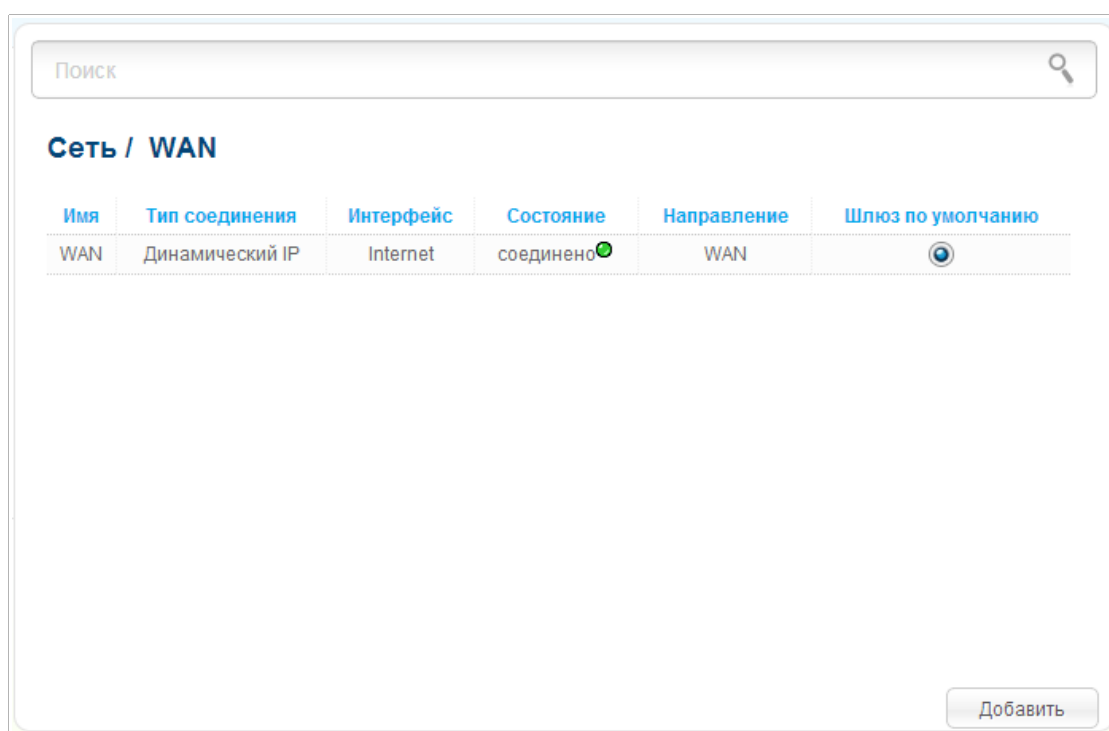 Поиск
Сеть / WAN
Имя Тип соединения Интерфейс Состояние Направление Шлюз по умолчанию
WAN Динамический IP Internet соединено WAN
Добавить